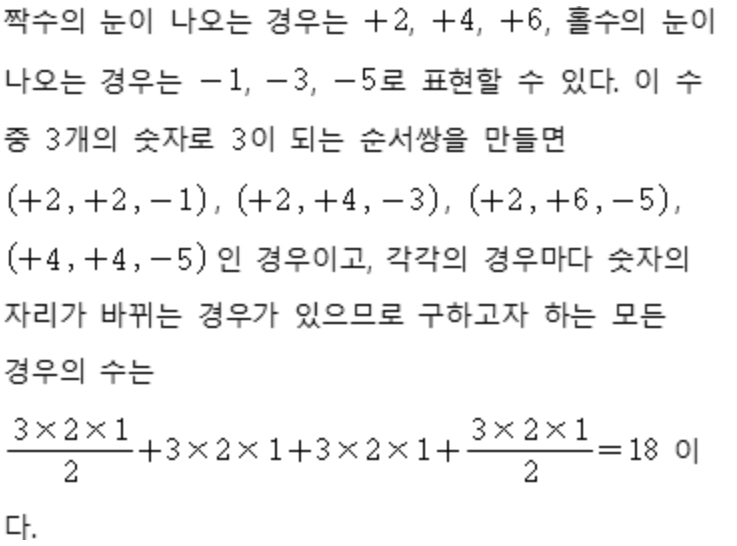 짝수의 눈이 나오는 경우는 +2, +4, +6, 홀수의 눈이
나오는 경우는 −1, −3, −5로 표현할 수 있다. 이 수
중 3개의 숫자로 3이 되는 순서쌍을 만들면
(+2, +2, −1), (+2, +4, −3), (+2, +6, −5),
(+4, +4, −5) 인 경우이고, 각각의 경우마다 숫자의
자리가 바뀌는 경우가 있으므로 구하고자 하는 모든
경우의 수는
\frac{3×2×1}{2}+3×2×1+3×2×1+\frac{3×2×1}{2}=18 이
다.